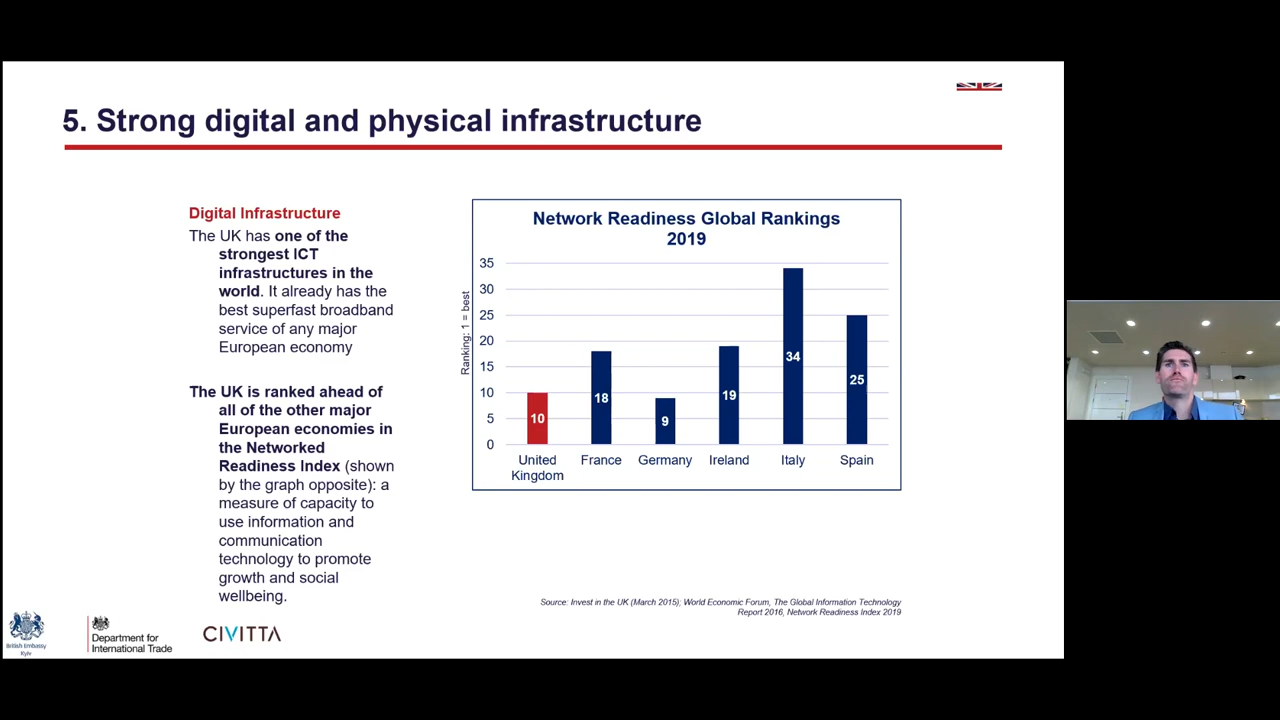 5. Strong digital and physical infrastructure
Digital Infrastructure
The UK has one of the
strongest ICT
infrastructures in the
world. It already has the
best superfast broadband
service of any major
European economy
The UK is ranked ahead of
all of the other major
European economies in
the Networked
Readiness Index (shown
by the graph opposite): a
measure of capacity to
use information and
communication
technology to promote
growth and social
wellbeing.
Network Readiness Global Rankings
2019
Ranking: 1 = best
35
30
25
20
15
10
5
0
10
18
9
19
34
25
United
Kingdom
France
Germany
Ireland
Italy
Spain
Source: Invest in the UK (March 2015); World Economic Forum, The Global Information Technology
Report 2016, Network Readiness Index 2019
British Embassy
Kyiv
Department for
International Trade
CIVITTA